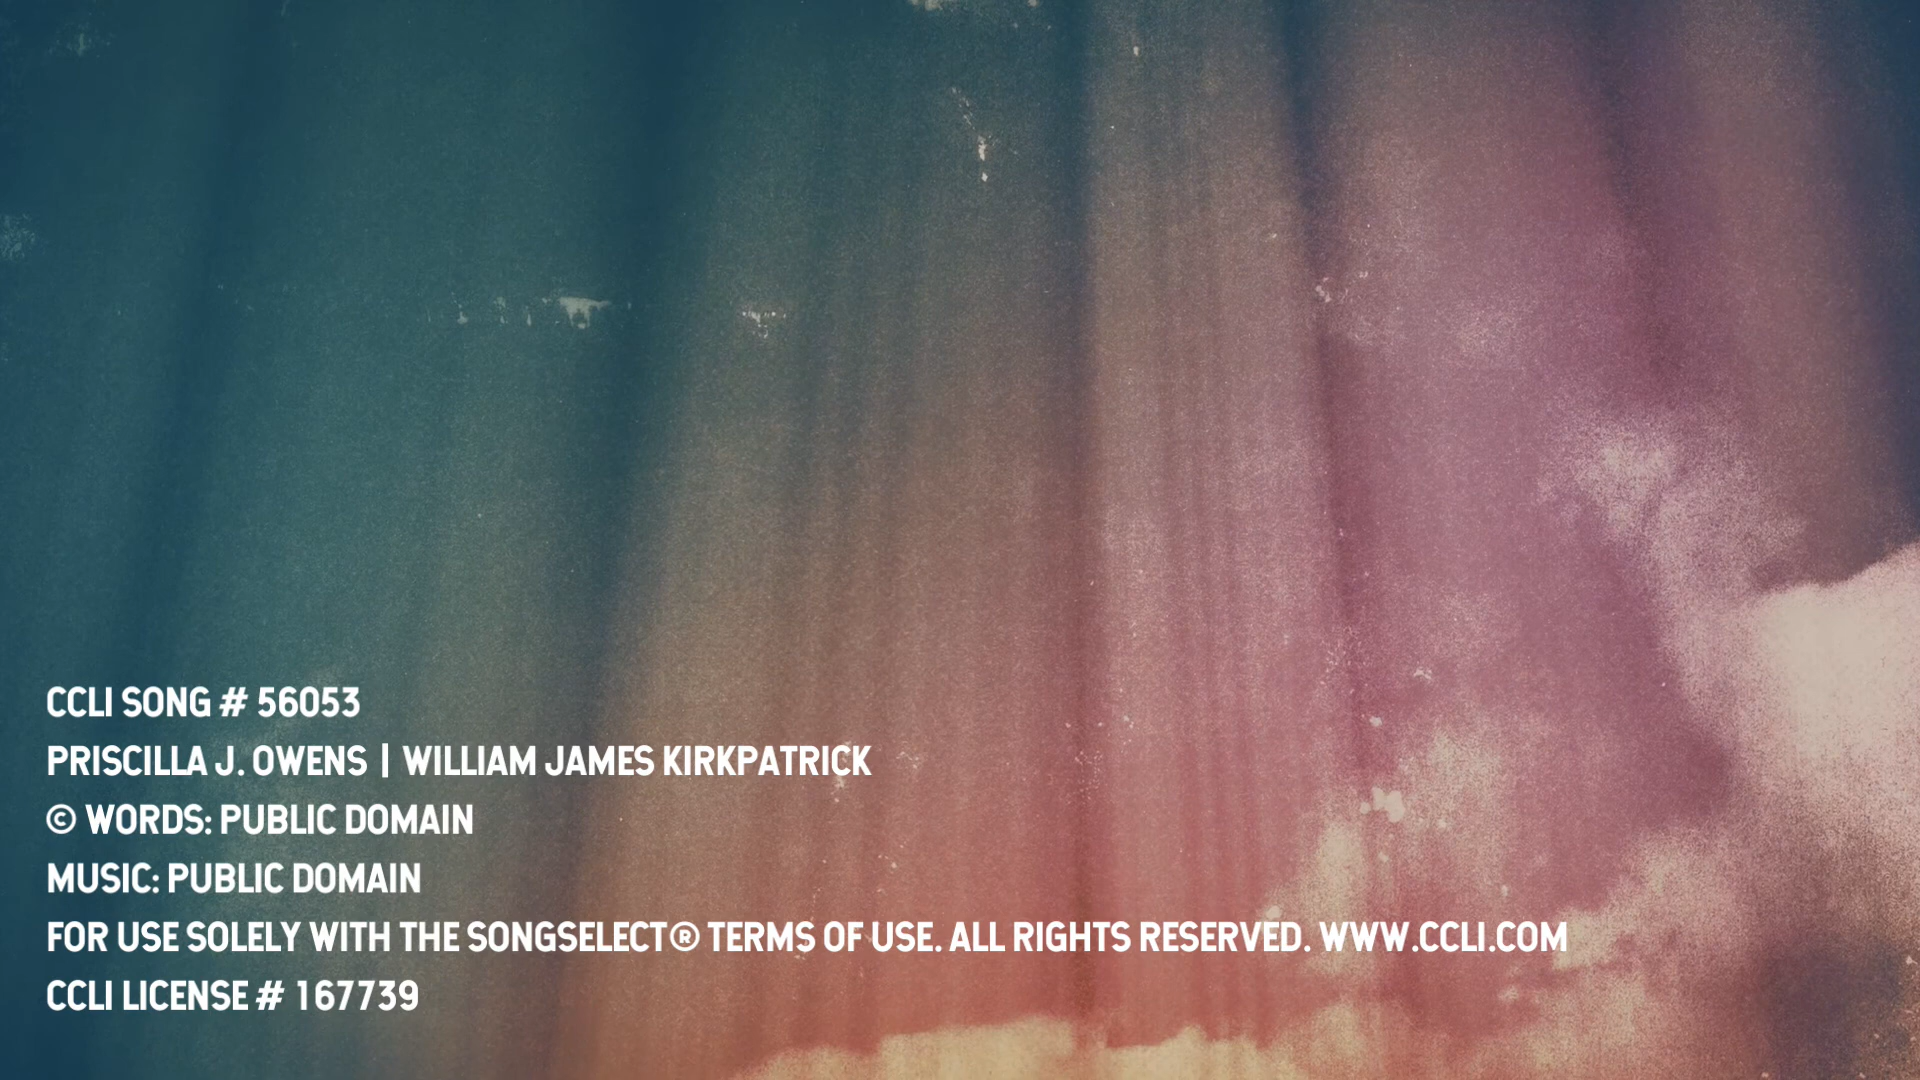 CCLI SONG # 56053
PRISCILLA J. OWENS | WILLIAM JAMES KIRKPATRICK
© WORDS: PUBLIC DOMAIN
MUSIC: PUBLIC DOMAIN
FOR USE SOLELY WITH THE SONGSELECT® TERMS OF USE. ALL RIGHTS RESERVED. WWW.CCLI.COM
CCLI LICENSE # 167739